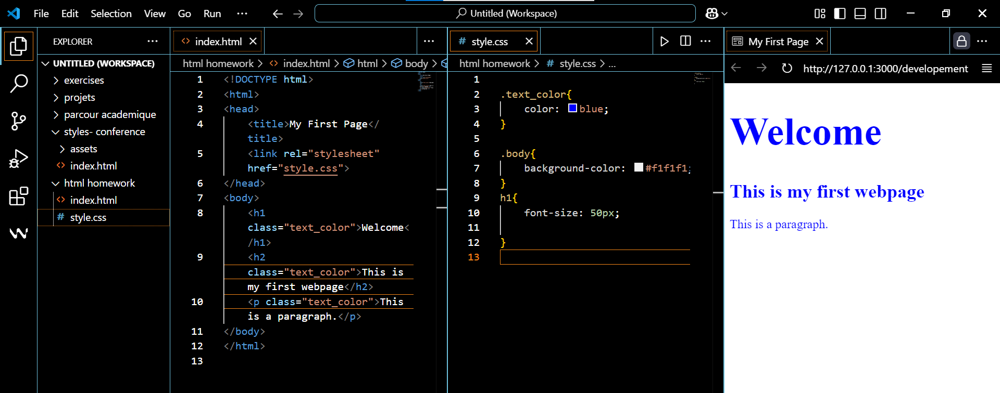 File Edit Selection View Go Run ··· Untitled (Workspace)
EXPLORER ···
UNTITLED (WORKSPACE)
exercises
projets
parcour academique
styles- conference
assets
index.html
html homework
index.html
style.css
index.html ···
html homework > index.html > html > body >
1 <!DOCTYPE html>
2 <html>
3 <head>
4 <title>My First Page</
title>
5 <link rel="stylesheet"
href="style.css">
6 </head>
7 <body>
8 <h1
class="text_color">Welcome<
/h1>
9 <h2
class="text_color">This is
my first webpage</h2>
10 <p class="text_color">This
is a paragraph.</p>
11 </body>
12 </html>
13
# style.css ···
html homework > # style.css > ...
1
2 .text_color{
3 color: blue;
4 }
5
6 .body{
7 background-color: #f1f1f1;
8 }
9 h1{
10 font-size: 50px;
11
12 }
13
My First Page ···
http://127.0.0.1:3000/developement
Welcome
This is my first webpage
This is a paragraph.